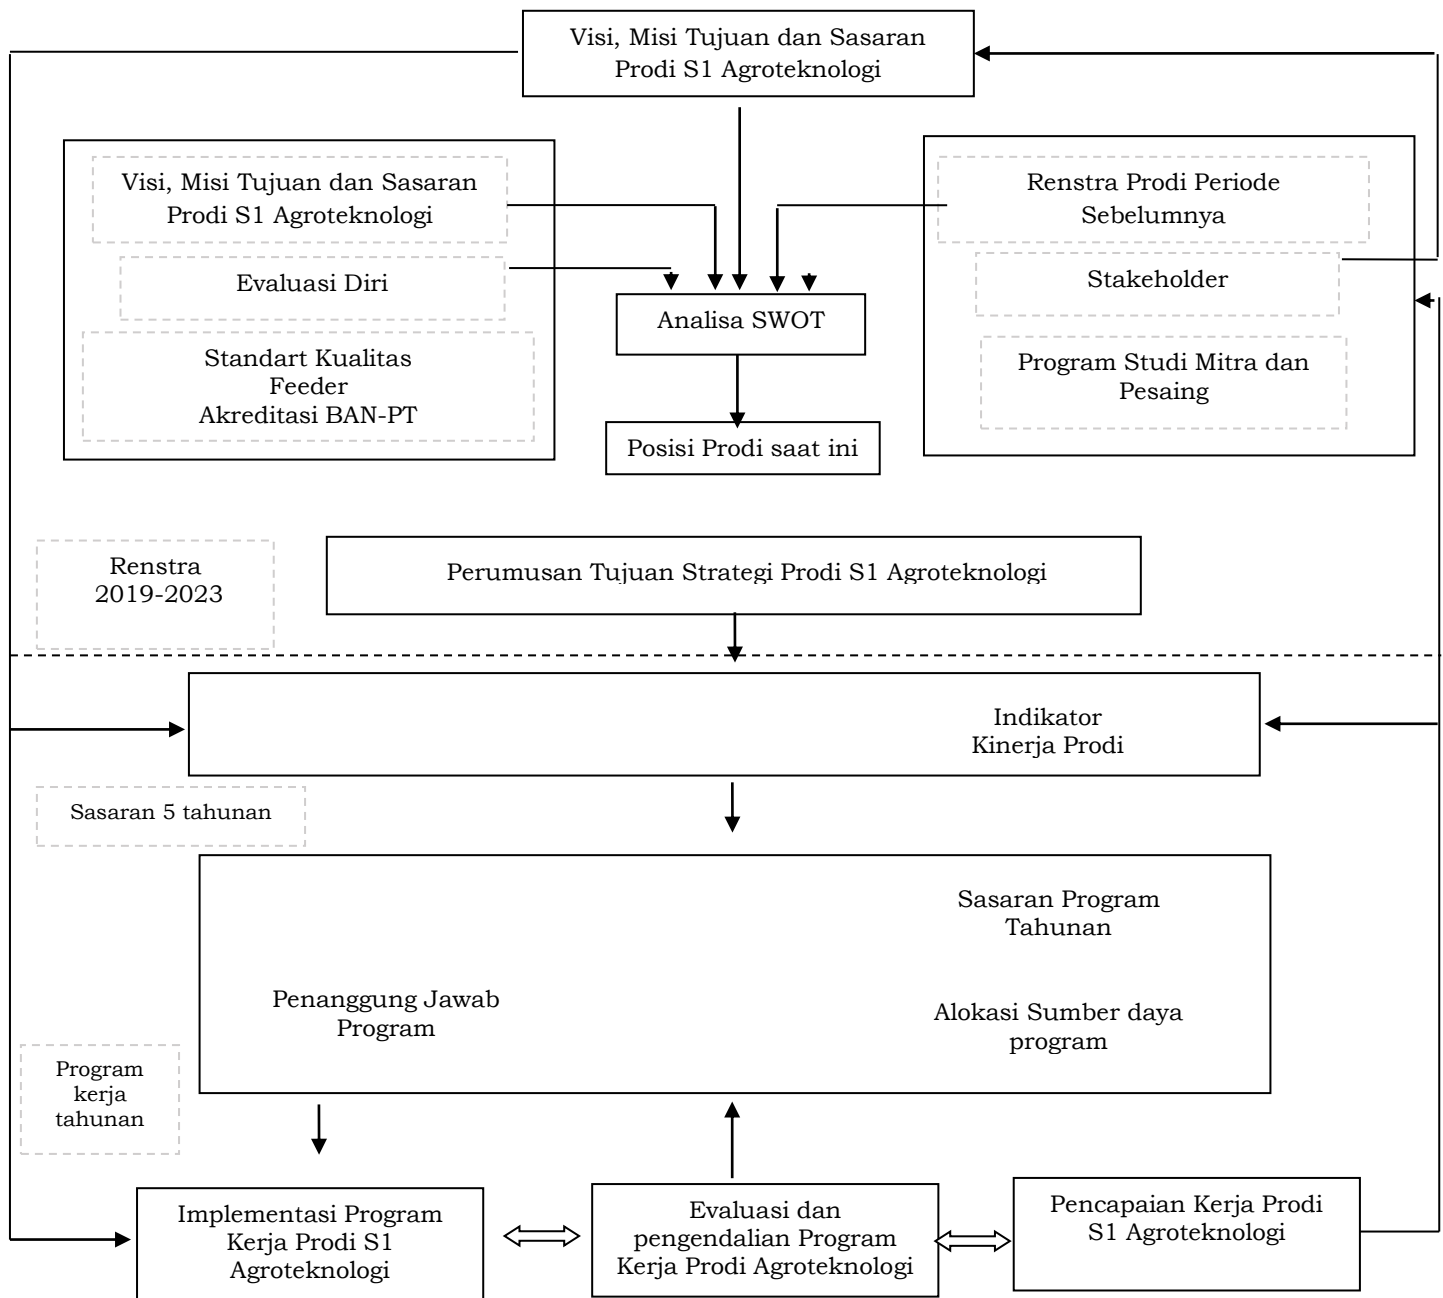 Visi, Misi Tujuan dan Sasaran
Prodi S1 Agroteknologi
Visi, Misi Tujuan dan Sasaran
Prodi S1 Agroteknologi
Evaluasi Diri
Standart Kualitas
Feeder
Akreditasi BAN-PT
Analisa SWOT
Posisi Prodi saat ini
Renstra Prodi Periode
Sebelumnya
Stakeholder
Program Studi Mitra dan
Pesaing
Renstra
2019-2023
Perumusan Tujuan Strategi Prodi S1 Agroteknologi
Indikator
Kinerja Prodi
Sasaran 5 tahunan
Sasaran Program
Tahunan
Penanggung Jawab
Program
Alokasi Sumber daya
program
Program
kerja
tahunan
Implementasi Program
Kerja Prodi S1
Agroteknologi
Evaluasi dan
pengendalian Program
Kerja Prodi Agroteknologi
Pencapaian Kerja Prodi
S1 Agroteknologi